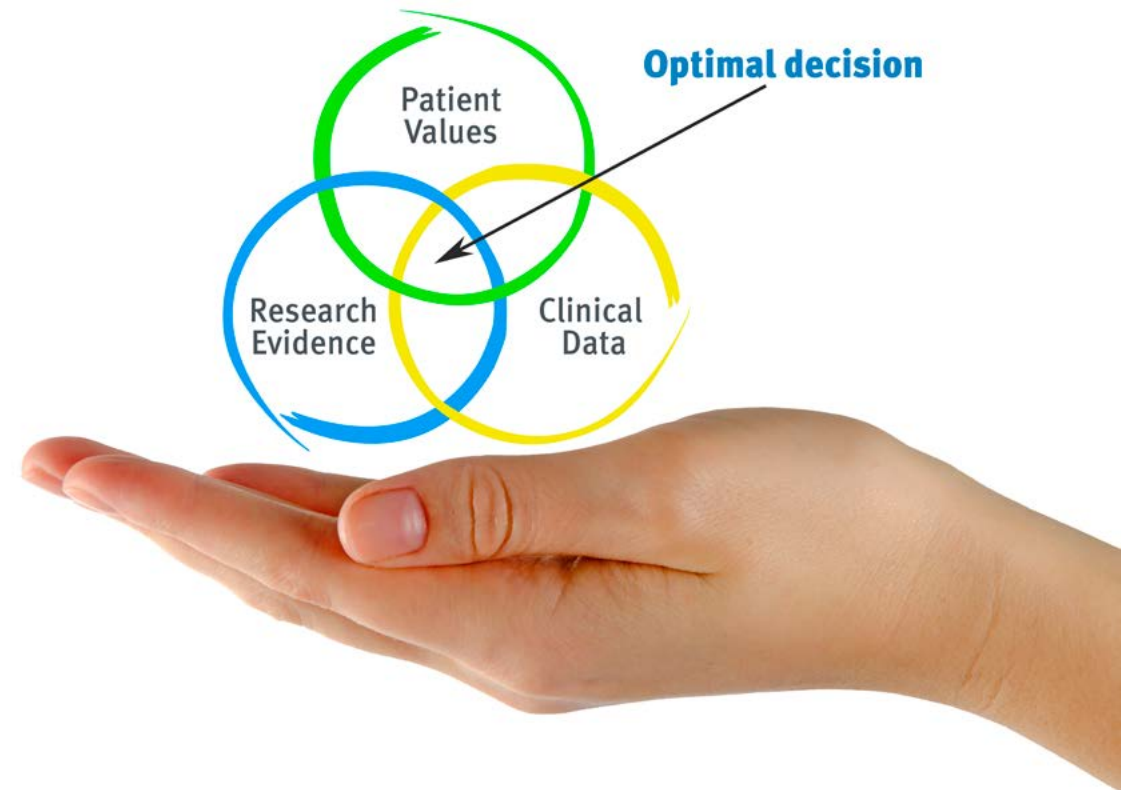 Optimal decision
Patient
Values
Research
Evidence
Clinical
Data